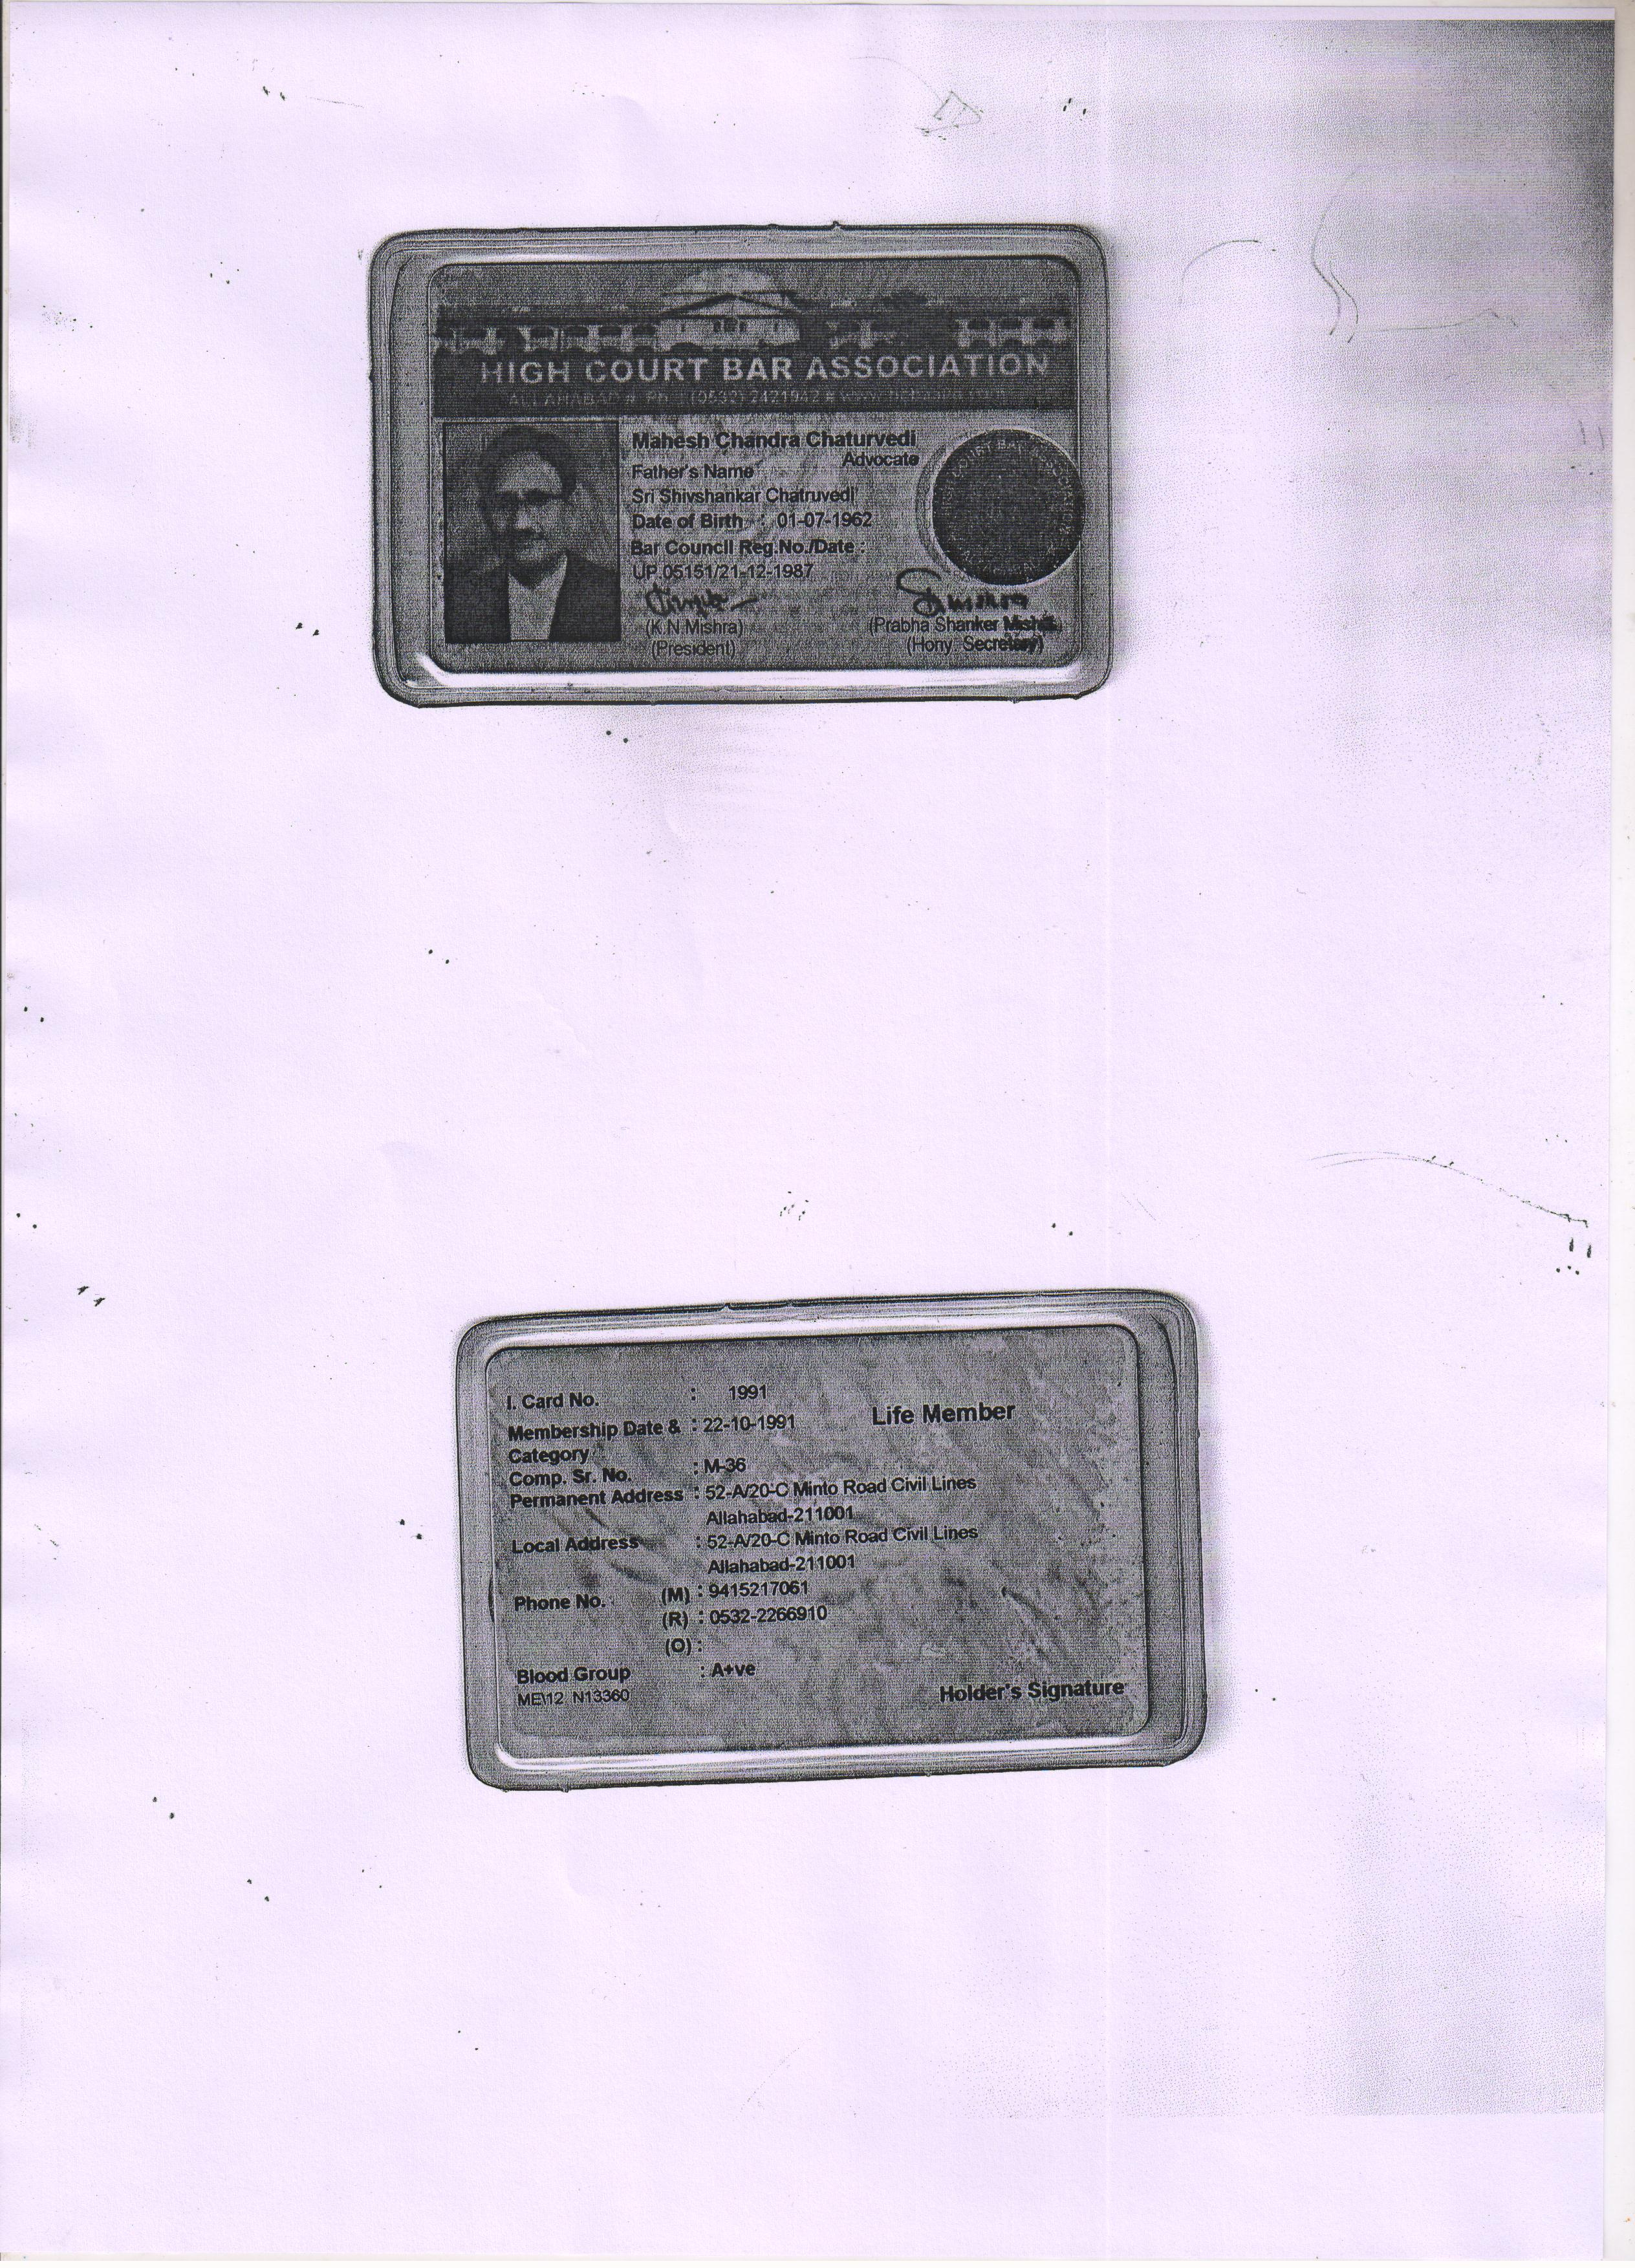 HIGH COURT BAR ASSOCIATION
ALLAHABAD # Ph. : (0532) 2421942 #
Mahesh Chandra Chaturvedi
Advocate
Father's Name
Sri Shivshankar Chatruvedi
Date of Birth : 01-07-1962
Bar Council Reg.No./Date :
UP.05151/21-12-1987
(K N Mishra)
(President)
(Prabha Shanker Mishra)
(Hony. Secretary)
I. Card No. : 1991
Membership Date & : 22-10-1991 Life Member
Category
Comp. Sr. No. : M-36
Permanent Address : 52-A/20-C Minto Road Civil Lines
Allahabad-211001
Local Address : 52-A/20-C Minto Road Civil Lines
Allahabad-211001
Phone No. (M) : 9415217061
(R) : 0532-2266910
(O) :
Blood Group : A+ve
ME\12 N13360
Holder's Signature